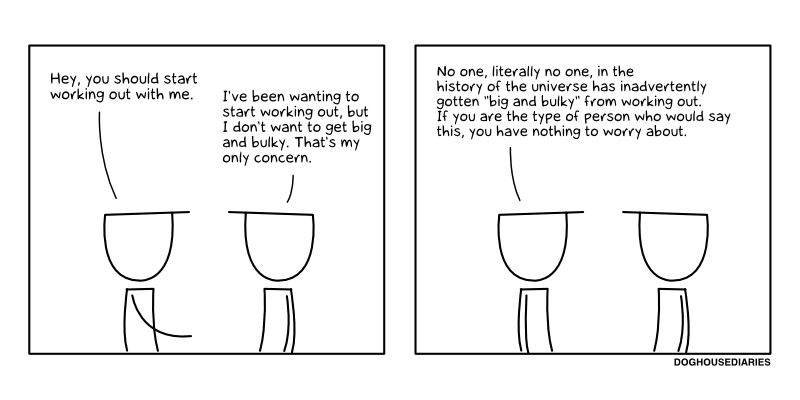 Hey, you should start
working out with me.
I've been wanting to
start working out, but
I don't want to get big
and bulky. That's my
only concern.
No one, literally no one, in the
history of the universe has inadvertently
gotten "big and bulky" from working out.
If you are the type of person who would say
this, you have nothing to worry about.
DOGHOUSEDIARIES